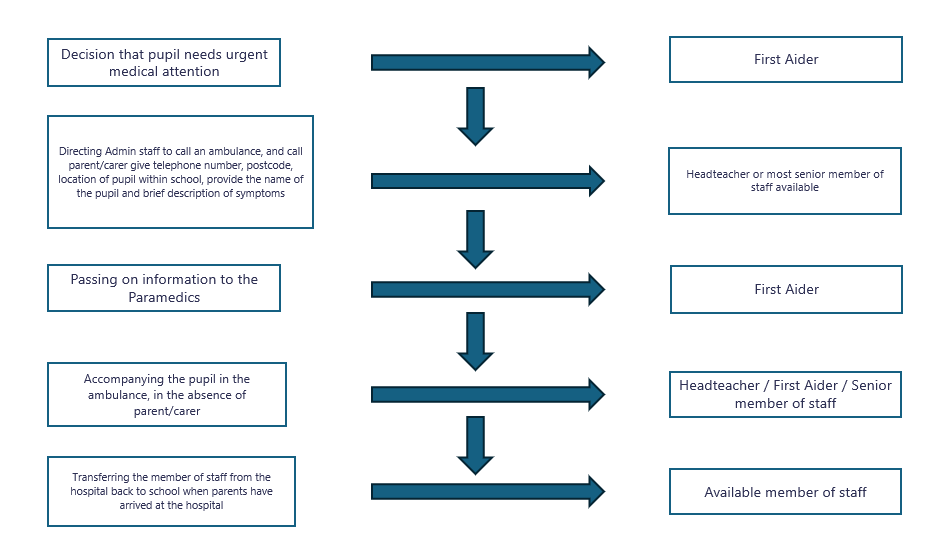 Decision that pupil needs urgent
medical attention
First Aider
Directing Admin staff to call an ambulance, and call
parent/carer give telephone number, postcode,
location of pupil within school, provide the name of
the pupil and brief description of symptoms
Headteacher or most senior member of
staff available
Passing on information to the
Paramedics
First Aider
Accompanying the pupil in the
ambulance, in the absence of
parent/carer
Headteacher / First Aider / Senior
member of staff
Transferring the member of staff from the
hospital back to school when parents have
arrived at the hospital
Available member of staff